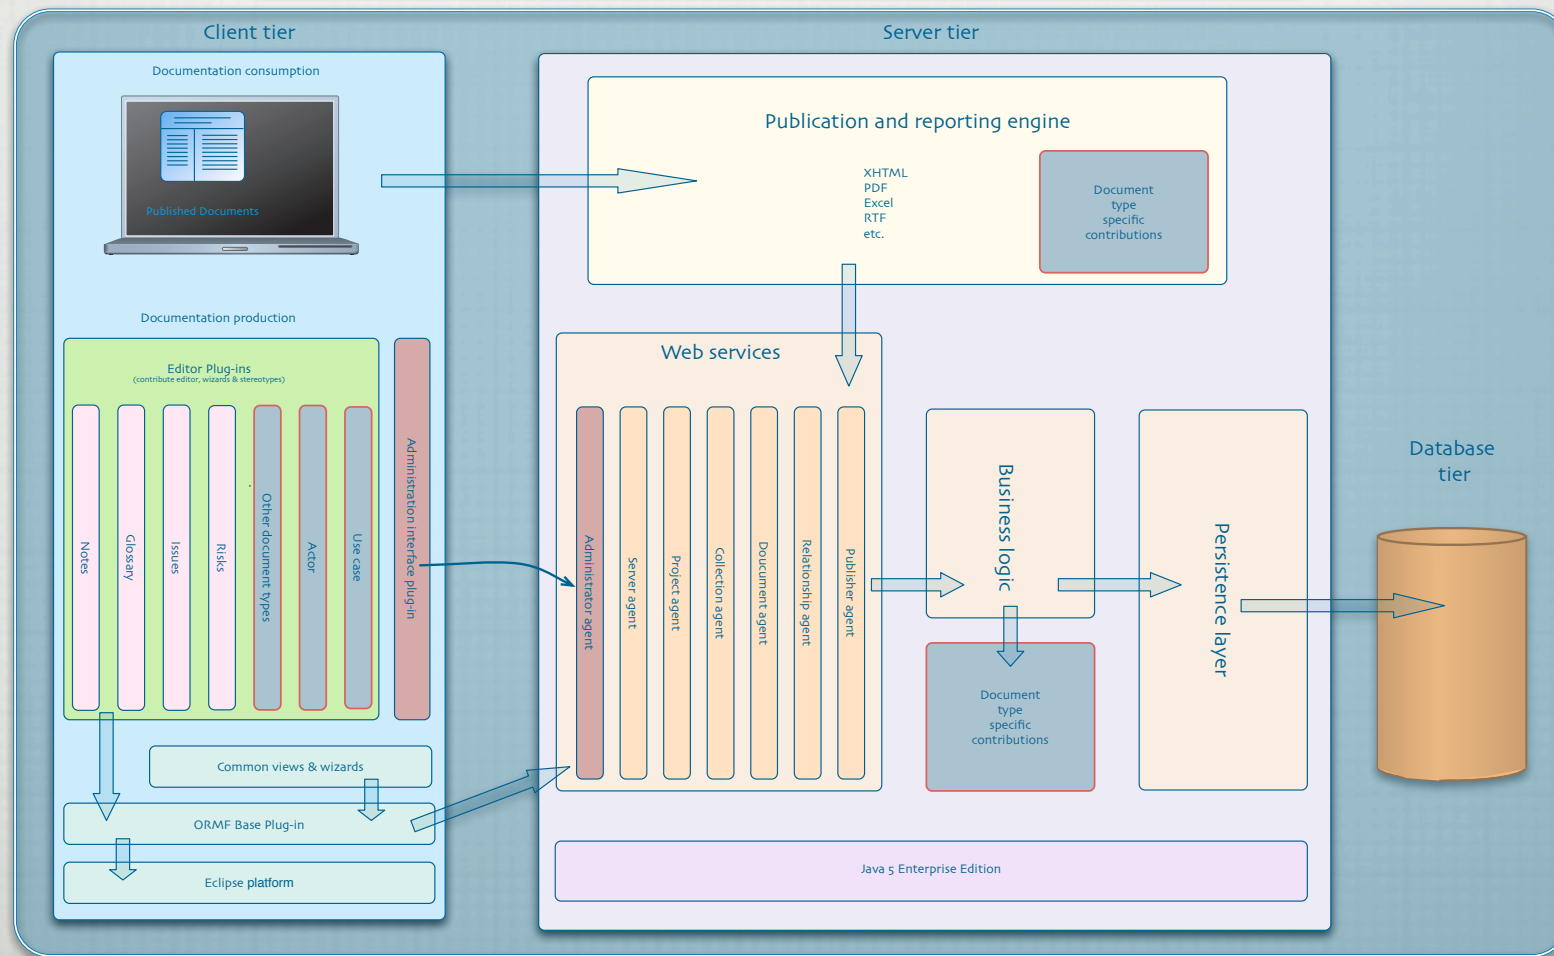 Client tier
Documentation consumption
Published Documents
Documentation production
Editor Plug-ins
(contribute editor, wizards & stereotypes)
Notes
Glossary
Issues
Risks
Other document types
Actor
Use case
Administration interface plug-in
Common views & wizards
ORMF Base Plug-in
Eclipse platform
Server tier
Publication and reporting engine
XHTML
PDF
Excel
RTF
etc.
Document
type
specific
contributions
Web services
Administrator agent
Server agent
Project agent
Collection agent
Doucument agent
Relationship agent
Publisher agent
Business logic
Document
type
specific
contributions
Persistence layer
Java 5 Enterprise Edition
Database
tier